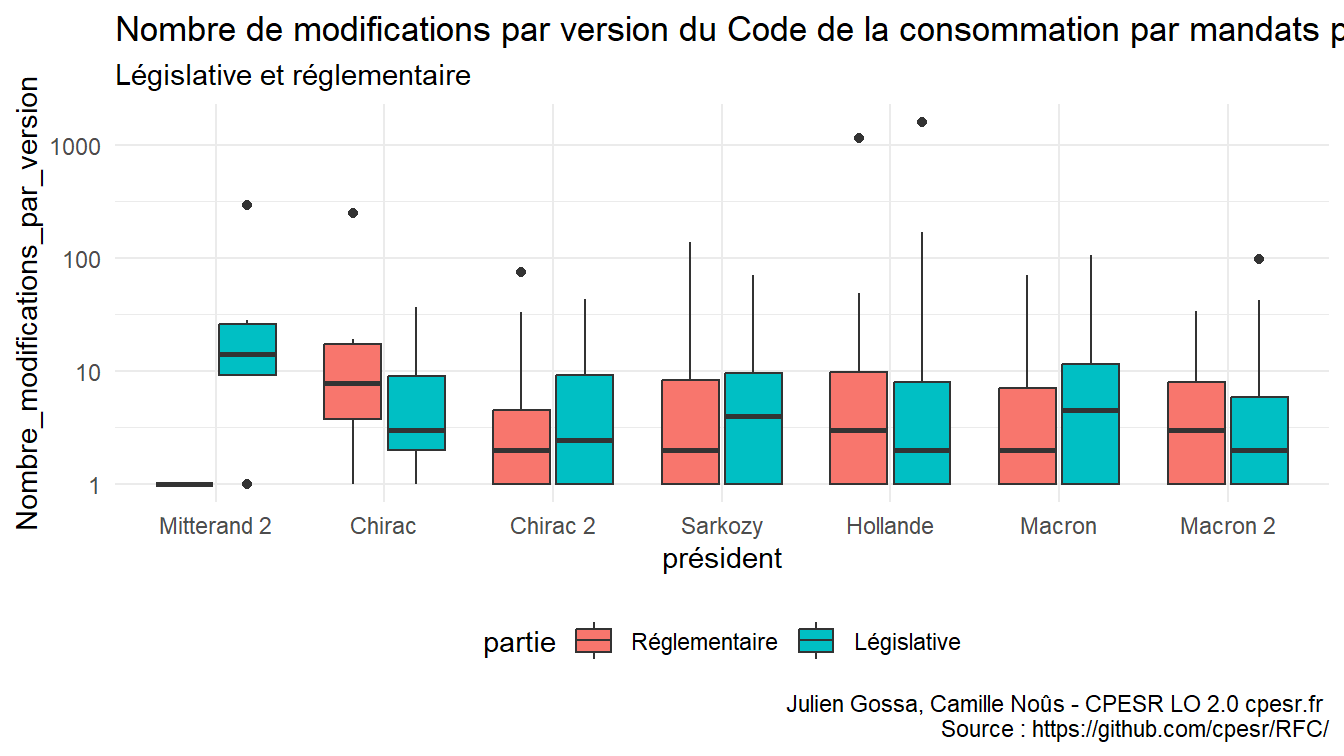 Nombre de modifications par version du Code de la consommation par mandats p
Législative et réglementaire
Nombre_modifications_par_version
1000
100
10
1
Mitterand 2 Chirac Chirac 2 Sarkozy Hollande Macron Macron 2
président
partie Réglementaire Législative
Julien Gossa, Camille Noûs - CPESR LO 2.0 cpesr.fr
Source : https://github.com/cpesr/RFC/